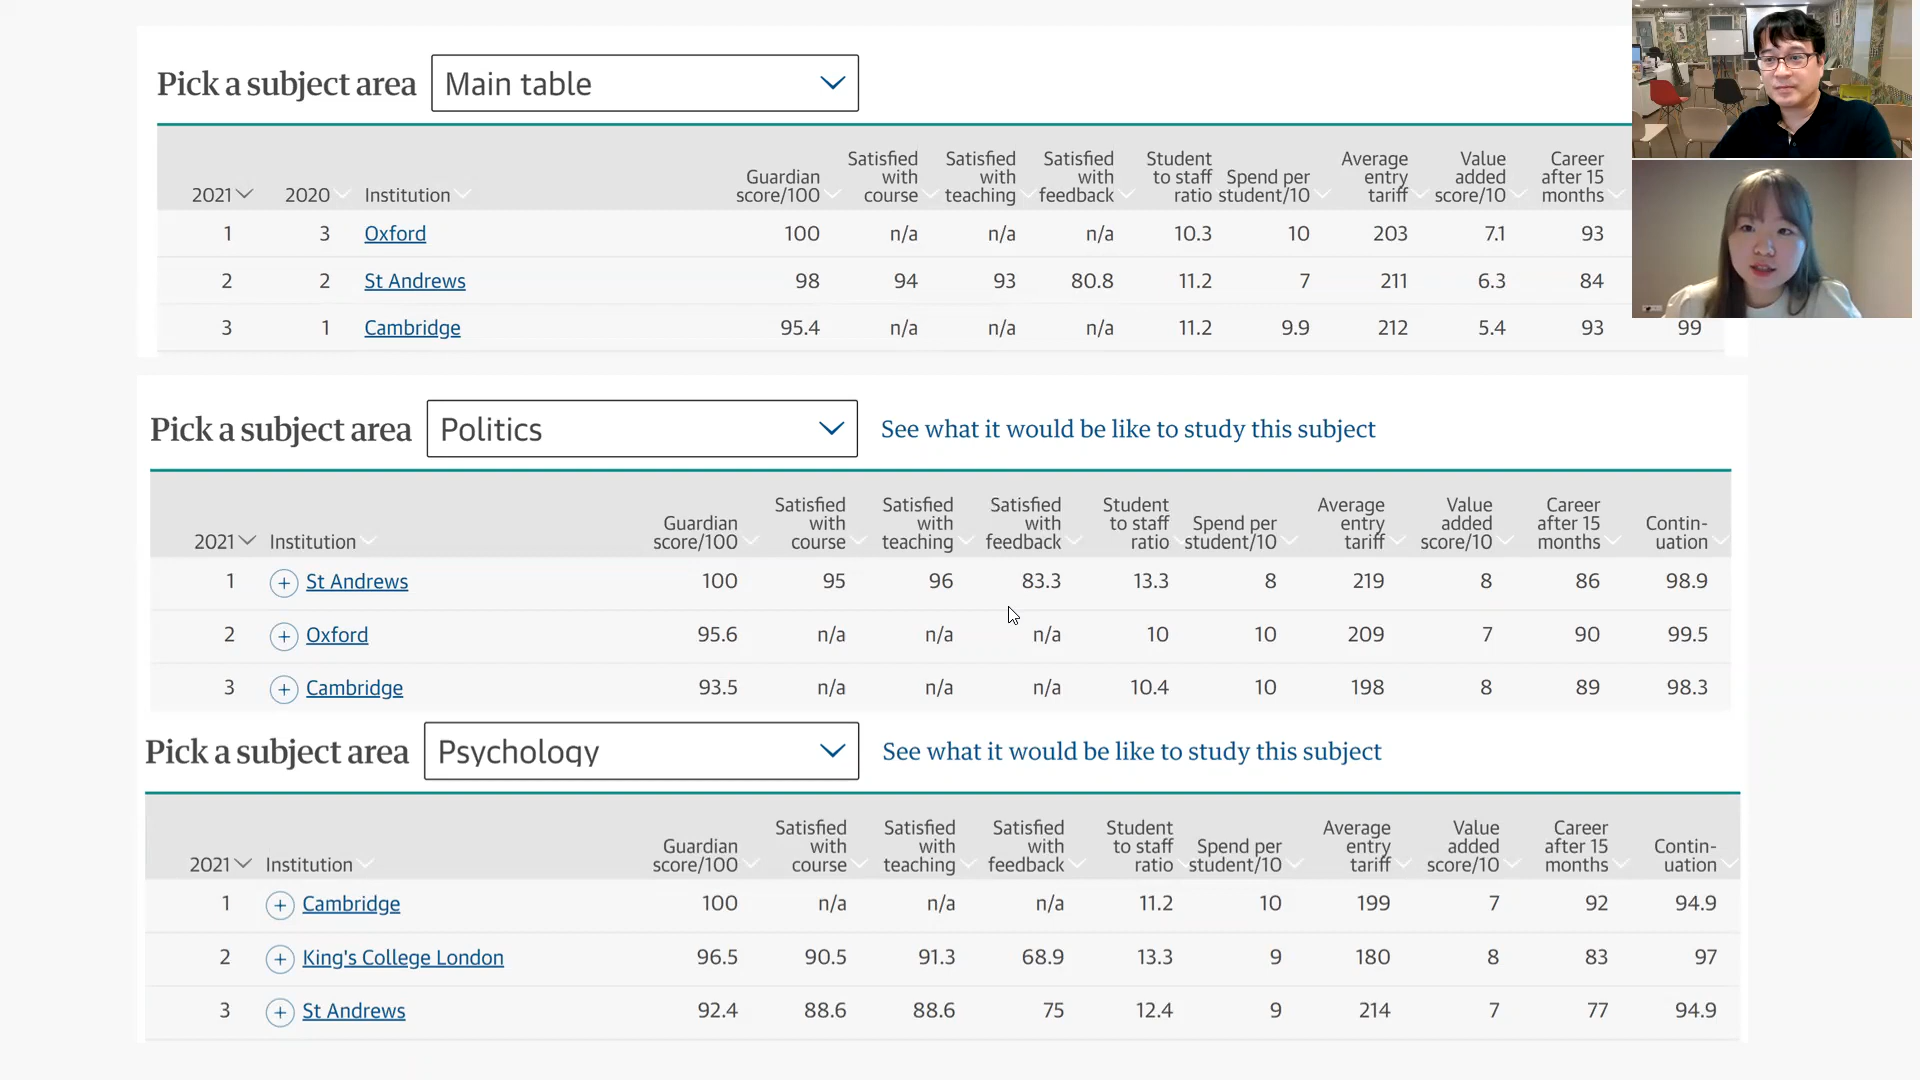 Pick a subject area Main table
2021 2020 Institution Guardian score/100 Satisfied with course Satisfied with teaching Satisfied with feedback Student to staff ratio Spend per student/10 Average entry tariff Value added score/10 Career after 15 months
1 3 Oxford 100 n/a n/a n/a 10.3 10 203 7.1 93
2 2 St Andrews 98 94 93 80.8 11.2 7 211 6.3 84
3 1 Cambridge 95.4 n/a n/a n/a 11.2 9.9 212 5.4 93 99
Pick a subject area Politics See what it would be like to study this subject
2021 Institution Guardian score/100 Satisfied with course Satisfied with teaching Satisfied with feedback Student to staff ratio Spend per student/10 Average entry tariff Value added score/10 Career after 15 months Contin-uation
1 St Andrews 100 95 96 83.3 13.3 8 219 8 86 98.9
2 Oxford 95.6 n/a n/a n/a 10 10 209 7 90 99.5
3 Cambridge 93.5 n/a n/a n/a 10.4 10 198 8 89 98.3
Pick a subject area Psychology See what it would be like to study this subject
2021 Institution Guardian score/100 Satisfied with course Satisfied with teaching Satisfied with feedback Student to staff ratio Spend per student/10 Average entry tariff Value added score/10 Career after 15 months Contin-uation
1 Cambridge 100 n/a n/a n/a 11.2 10 199 7 92 94.9
2 King's College London 96.5 90.5 91.3 68.9 13.3 9 180 8 83 97
3 St Andrews 92.4 88.6 88.6 75 12.4 9 214 7 77 94.9